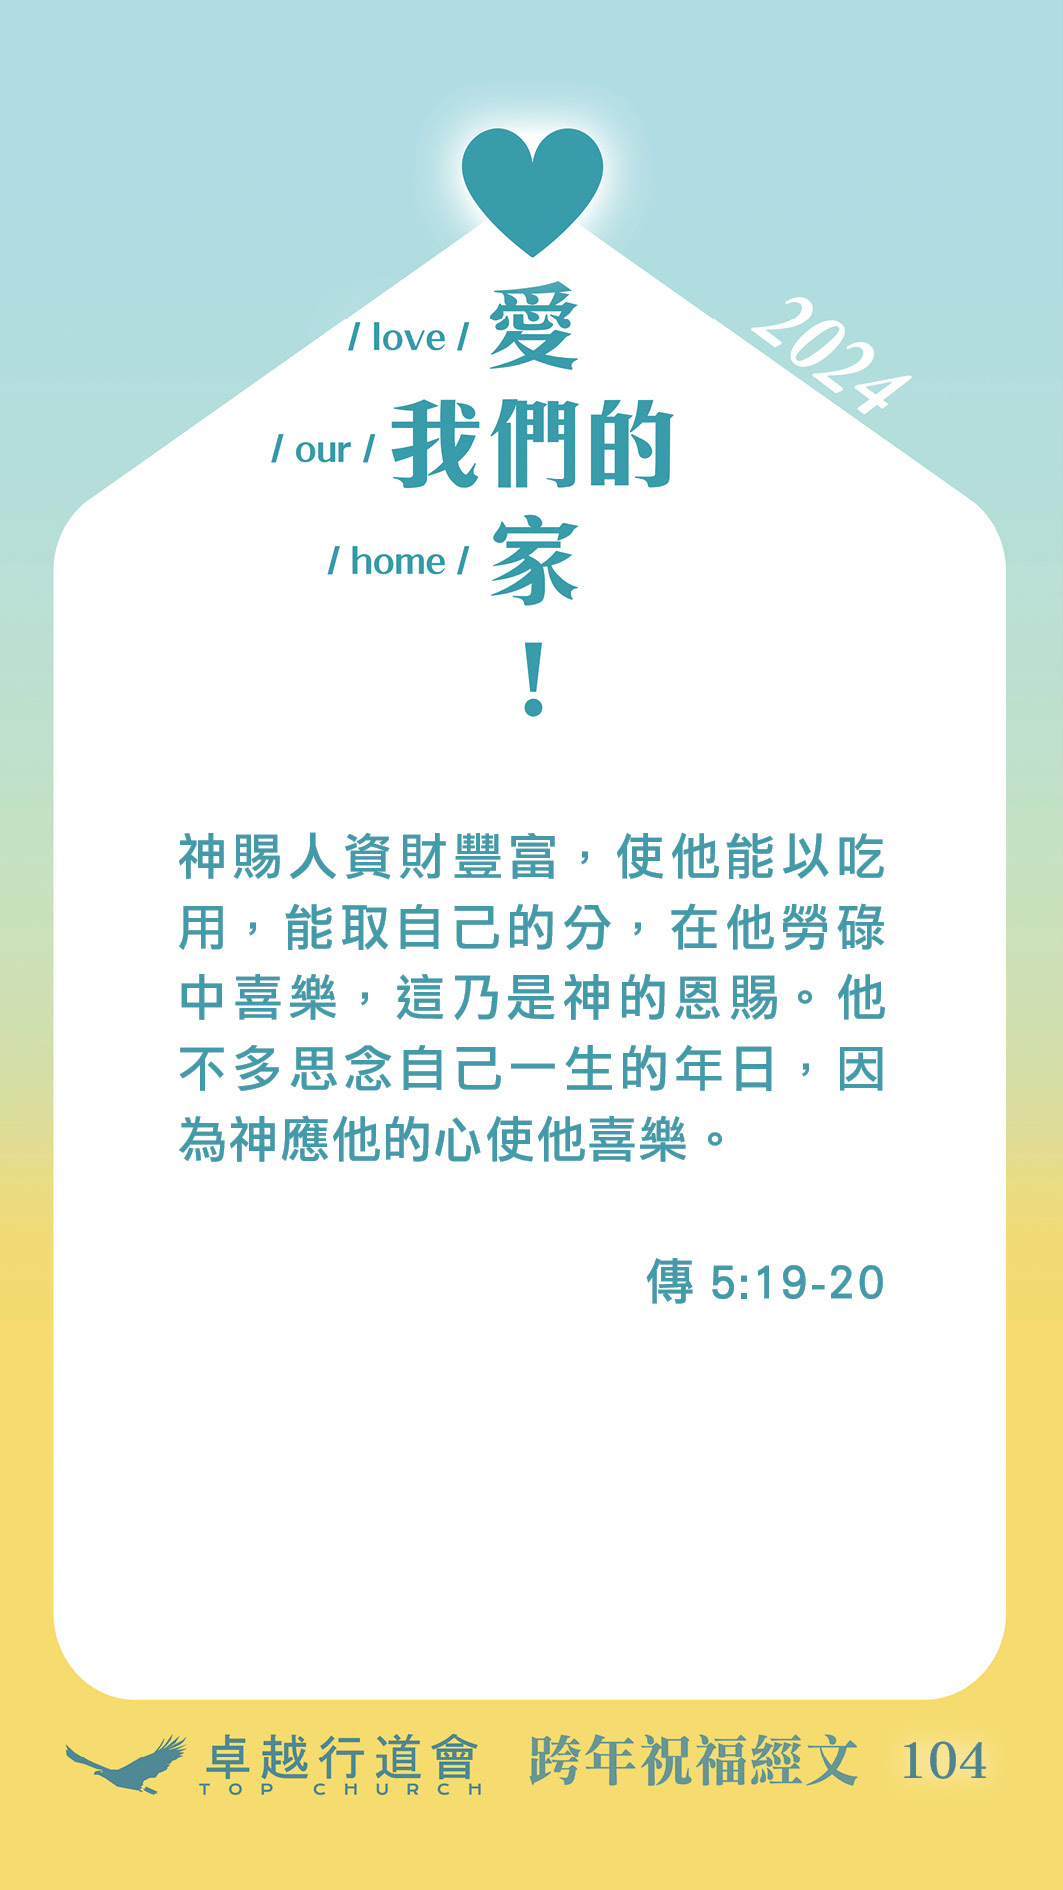 / love / 愛
2024
/ our / 我們的
/ home / 家
!
神賜人資財豐富，使他能以吃
用，能取自己的分，在他勞碌
中喜樂，這乃是神的恩賜。他
不多思念自己一生的年日，因
為神應他的心使他喜樂。
傳 5:19-20
卓越行道會 跨年祝福經文 104
TOP CHURCH